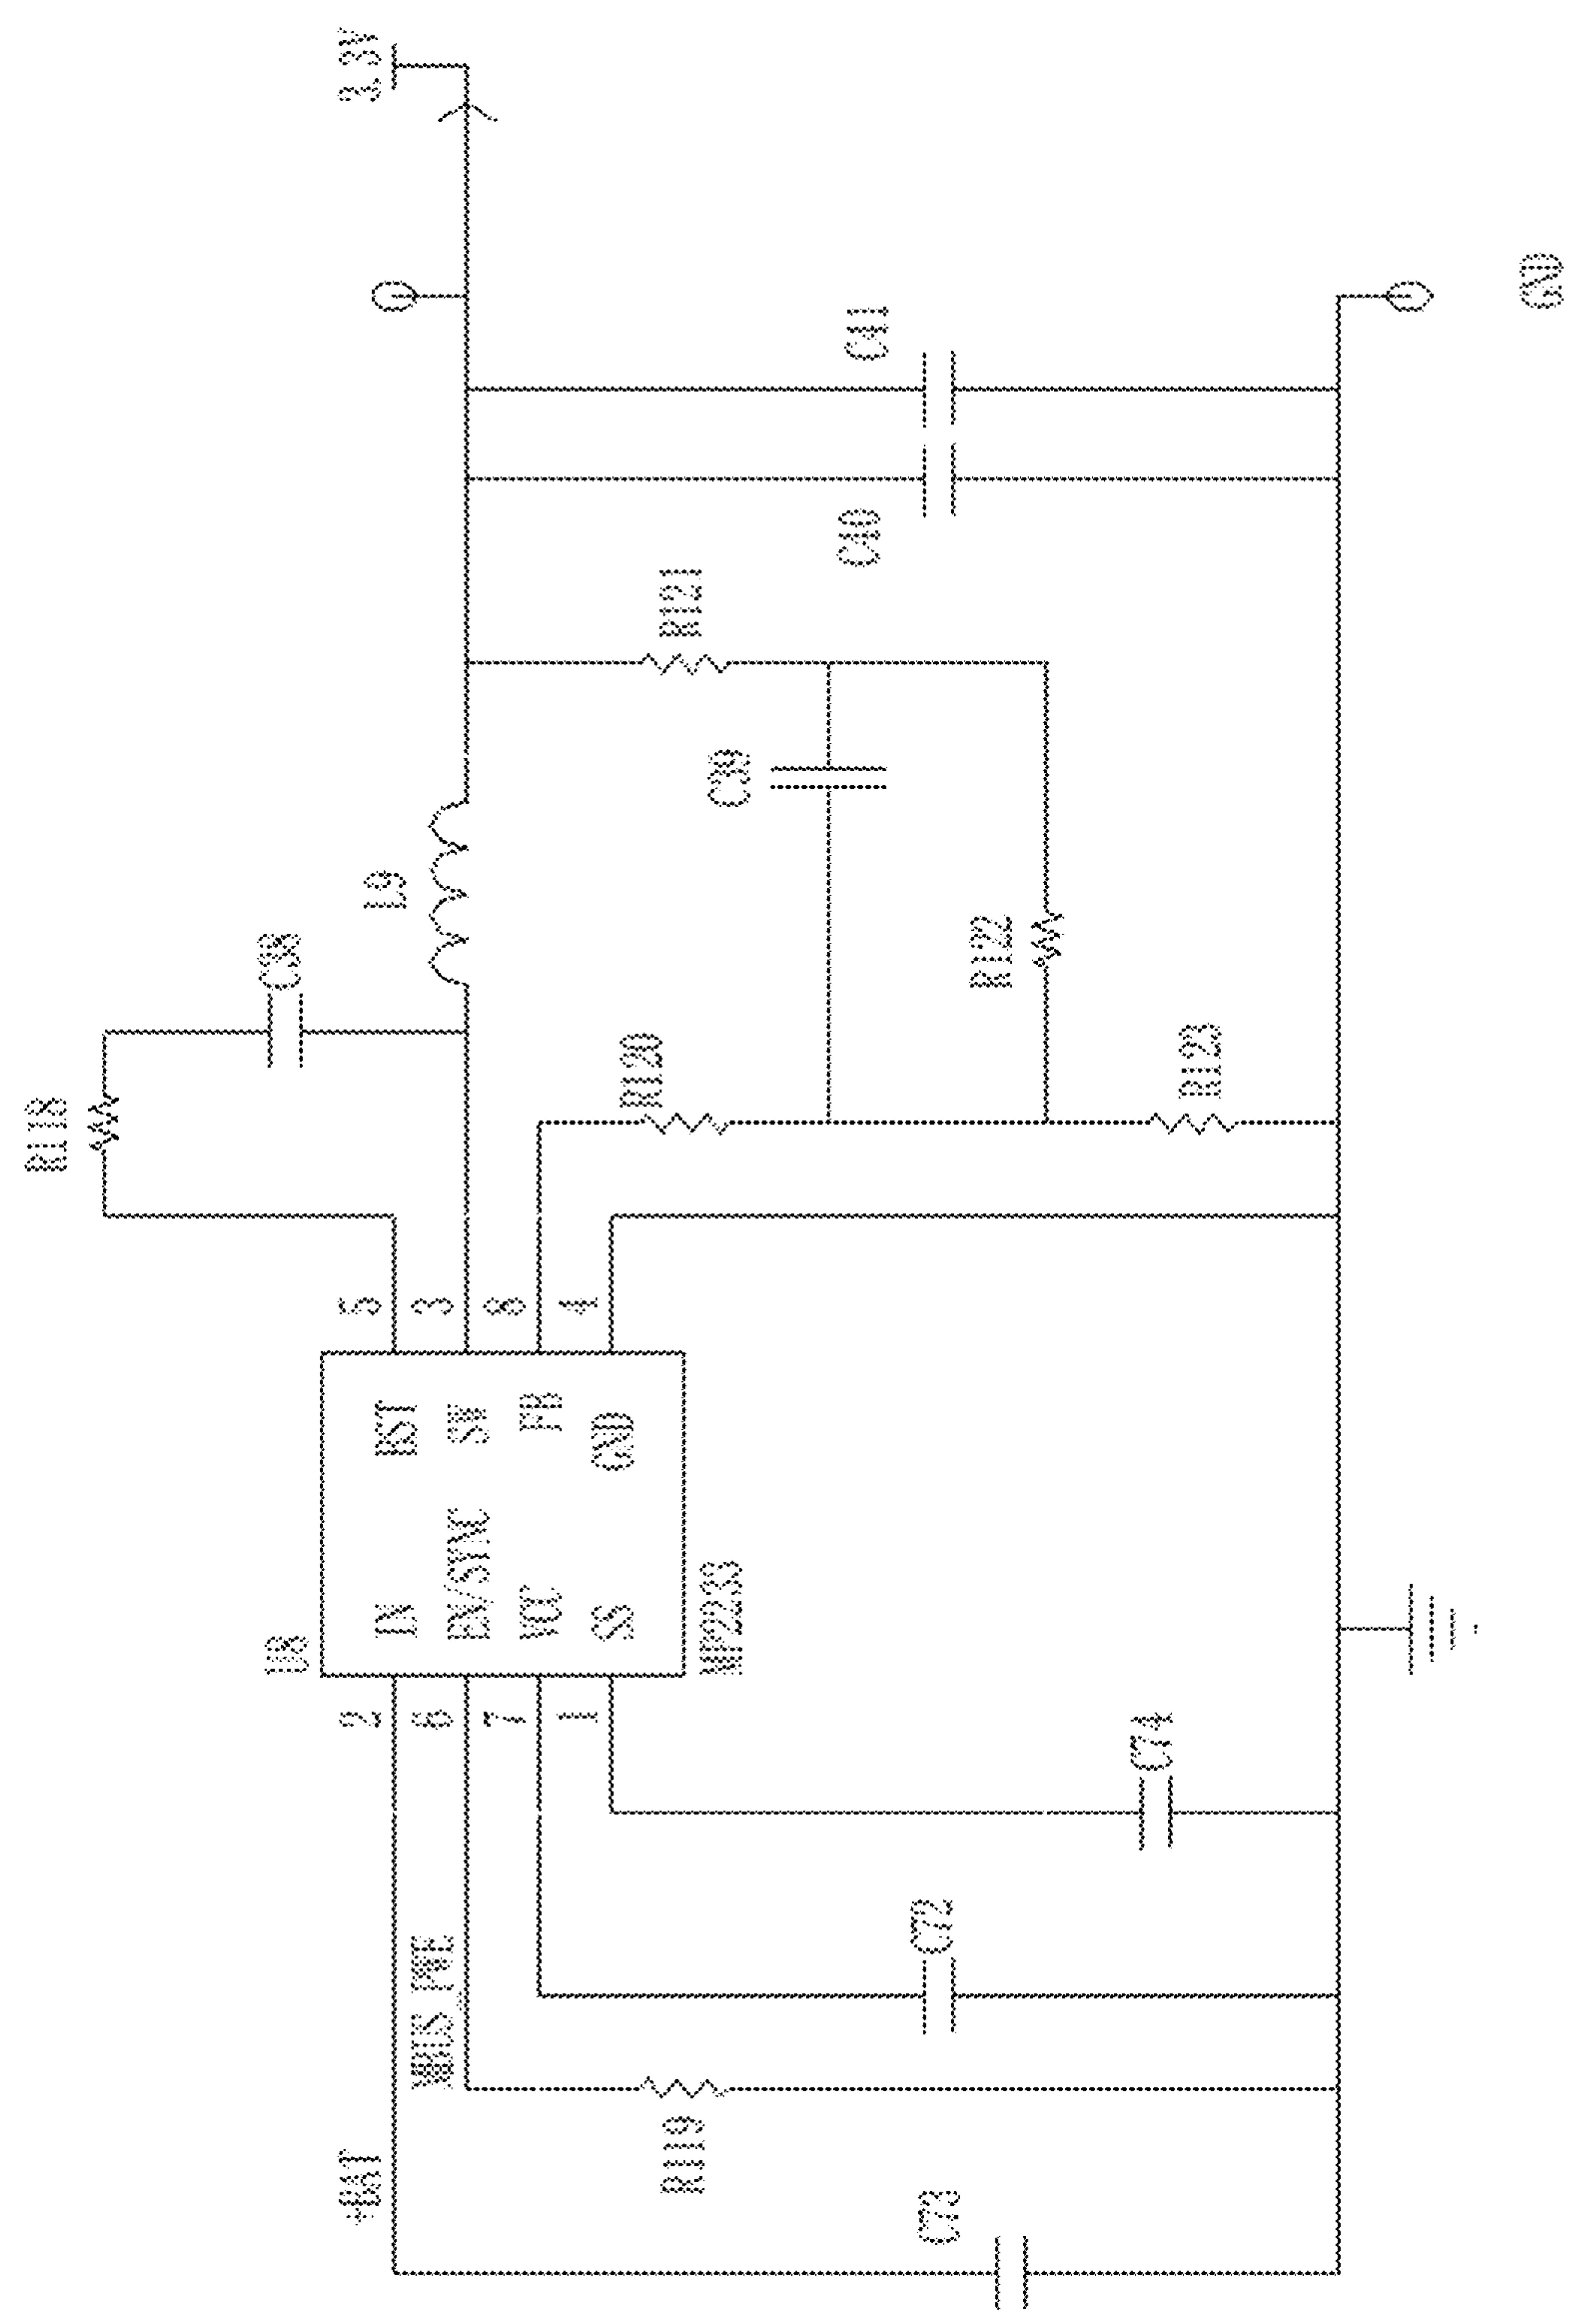 R118
C38
+BAT
2
U8
IN
BST
5
L9
3.3V
MBUS_PWE
6
EN/SYNC
SW
3
7
VCC
FB
8
1
SS
GND
4
MP2233
R119
R120
R121
C39
C40
C41
C73
C72
R122
C74
R123
GND